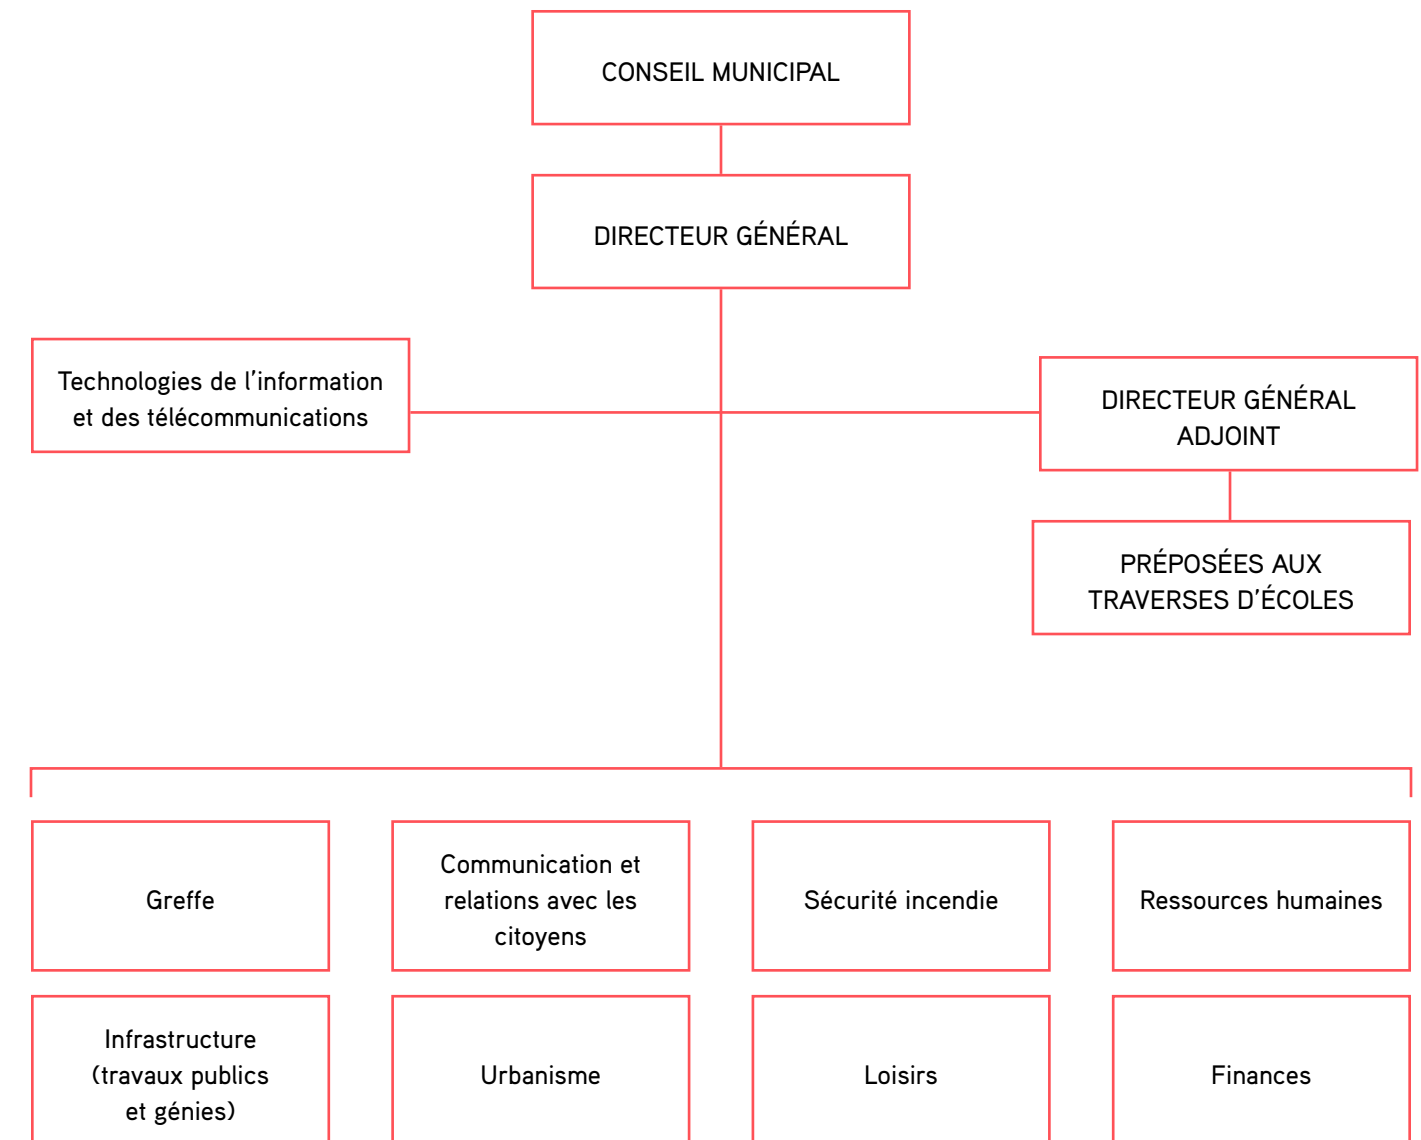 CONSEIL MUNICIPAL
DIRECTEUR GÉNÉRAL
Technologies de l'information
et des télécommunications
DIRECTEUR GÉNÉRAL
ADJOINT
PRÉPOSÉES AUX
TRAVERSES D'ÉCOLES
Greffe
Communication et
relations avec les
citoyens
Sécurité incendie
Ressources humaines
Infrastructure
(travaux publics
et génies)
Urbanisme
Loisirs
Finances